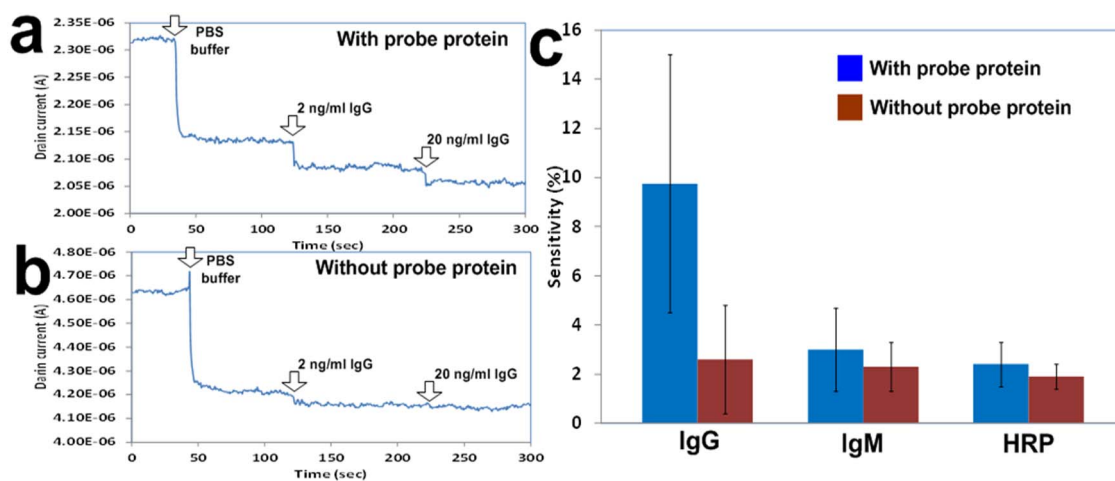 a
With probe protein
PBS
buffer
2 ng/ml IgG
20 ng/ml IgG
Drain current (A)
2.35E-06
2.30E-06
2.25E-06
2.20E-06
2.15E-06
2.10E-06
2.05E-06
2.00E-06
0 50 100 150 200 250 300
Time (sec)
b
Without probe protein
PBS
buffer
2 ng/ml IgG
20 ng/ml IgG
Darin current (A)
4.80E-06
4.70E-06
4.60E-06
4.50E-06
4.40E-06
4.30E-06
4.20E-06
4.10E-06
4.00E-06
0 50 100 150 200 250 300
Time (sec)
c
With probe protein
Without probe protein
Sensitivity (%)
16
14
12
10
8
6
4
2
0
IgG IgM HRP